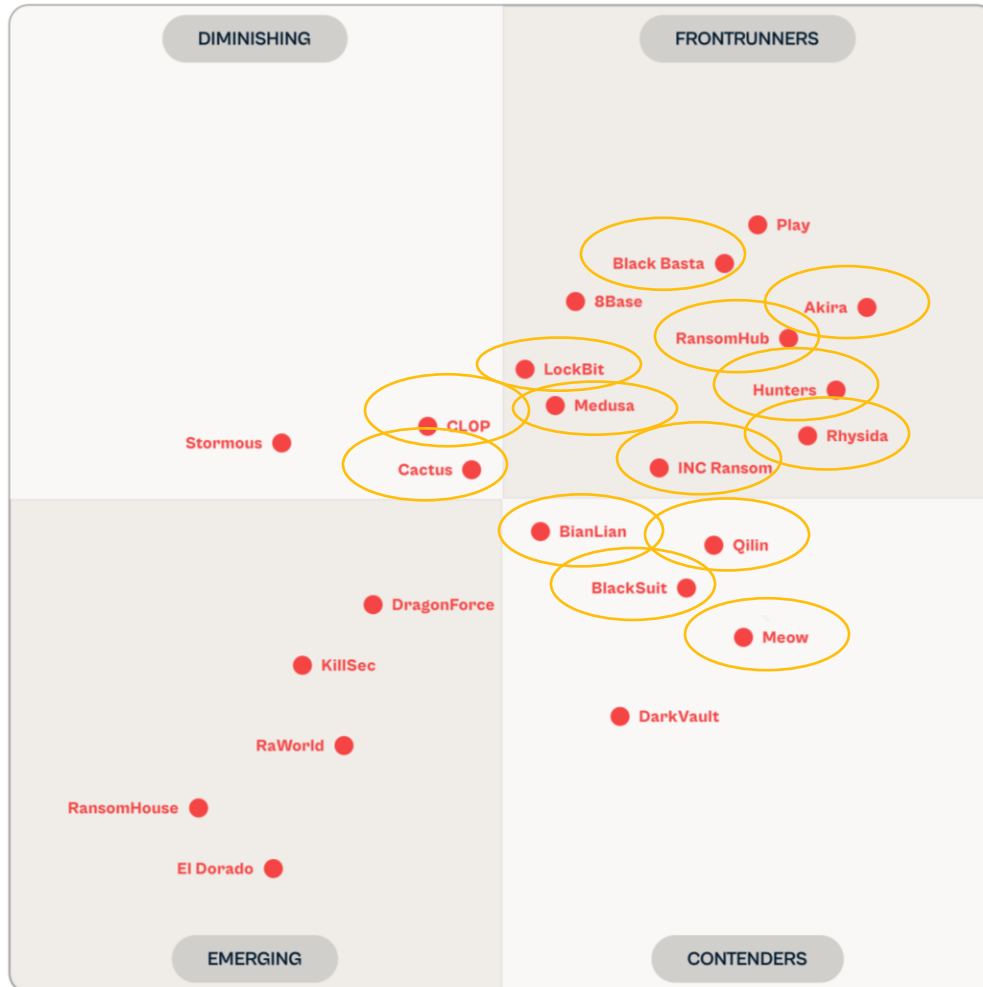 DIMINISHING
FRONTRUNNERS
Play
Black Basta
8Base
Akira
RansomHub
LockBit
Hunters
Medusa
CL0P
Rhysida
Stormous
Cactus
INC Ransom
BianLian
Qilin
BlackSuit
DragonForce
Meow
KillSec
DarkVault
RaWorld
RansomHouse
El Dorado
EMERGING
CONTENDERS